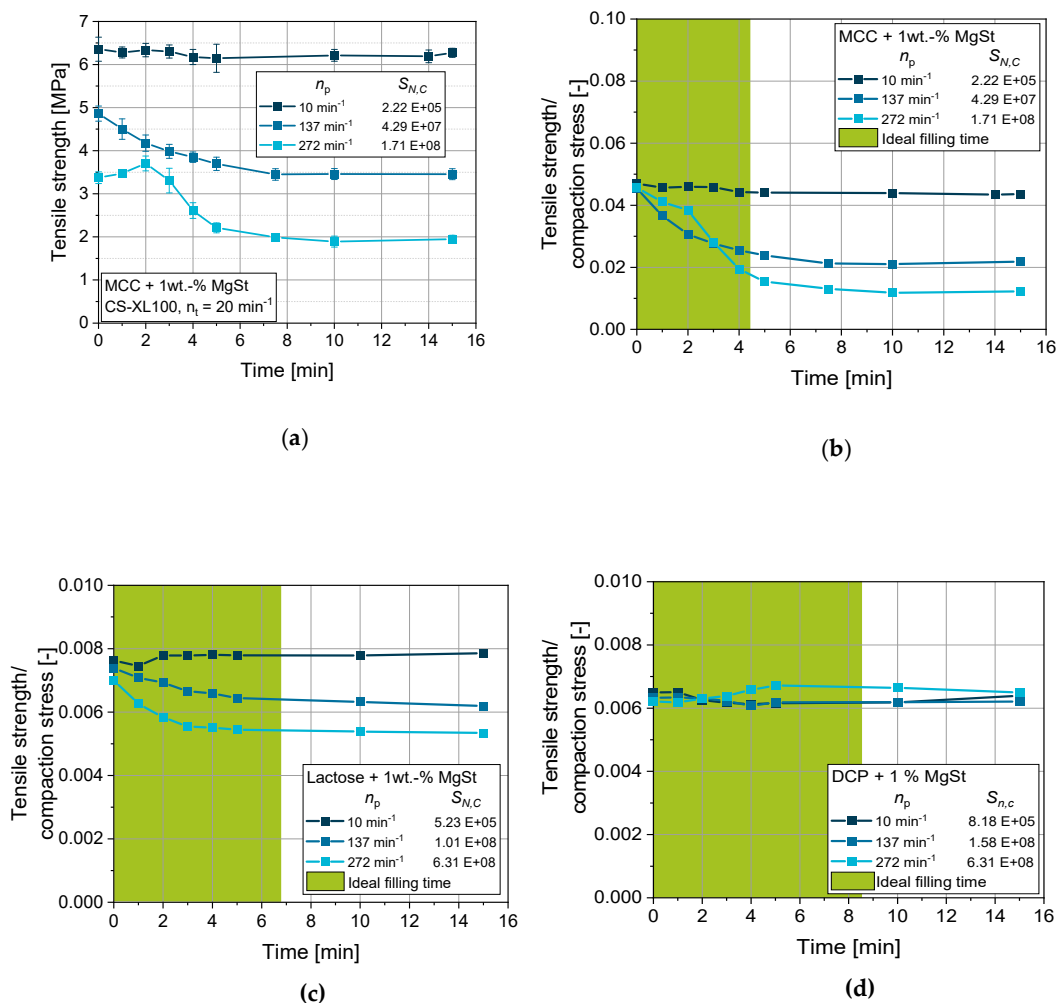 7
6
5
4
3
2
1
0
Tensile strength [MPa]
n_p S_N,C
10 min⁻¹ 2.22 E+05
137 min⁻¹ 4.29 E+07
272 min⁻¹ 1.71 E+08
MCC + 1wt.-% MgSt
CS-XL100, n_t = 20 min⁻¹
0 2 4 6 8 10 12 14 16
Time [min]
(a)
0.10
0.08
0.06
0.04
0.02
0.00
Tensile strength/
compaction stress [-]
MCC + 1wt.-% MgSt
n_p S_N,C
10 min⁻¹ 2.22 E+05
137 min⁻¹ 4.29 E+07
272 min⁻¹ 1.71 E+08
Ideal filling time
0 2 4 6 8 10 12 14 16
Time [min]
(b)
0.010
0.008
0.006
0.004
0.002
0.000
Tensile strength/
compaction stress [-]
Lactose + 1wt.-% MgSt
n_p S_N,C
10 min⁻¹ 5.23 E+05
137 min⁻¹ 1.01 E+08
272 min⁻¹ 6.31 E+08
Ideal filling time
0 2 4 6 8 10 12 14 16
Time [min]
(c)
0.010
0.008
0.006
0.004
0.002
0.000
Tensile strength/
compaction stress [-]
DCP + 1 % MgSt
n_p S_n,c
10 min⁻¹ 8.18 E+05
137 min⁻¹ 1.58 E+08
272 min⁻¹ 6.31 E+08
Ideal filling time
0 2 4 6 8 10 12 14 16
Time [min]
(d)